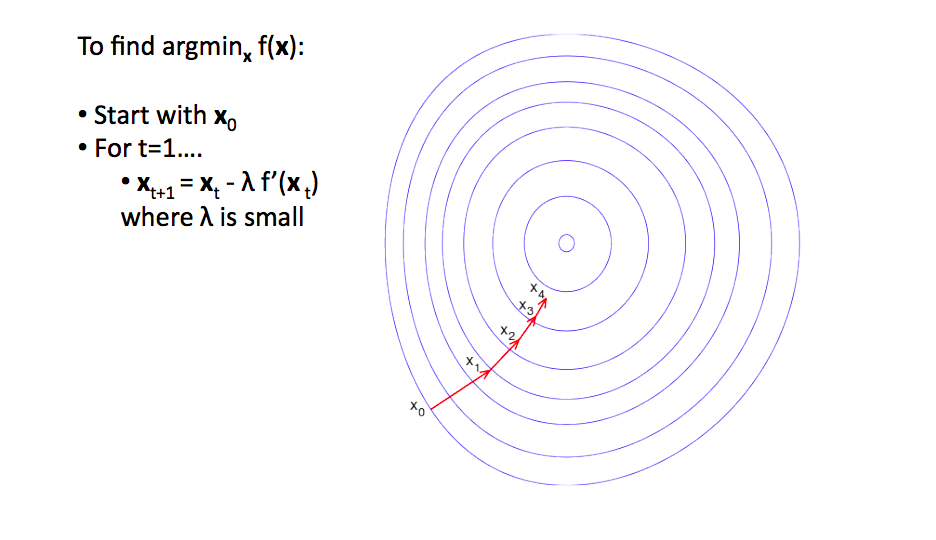 To find argminₓ f(x):
• Start with x₀
• For t=1....
• xₜ₊₁ = xₜ - λ f’(xₜ)
where λ is small
x₄
x₃
x₂
x₁
x₀